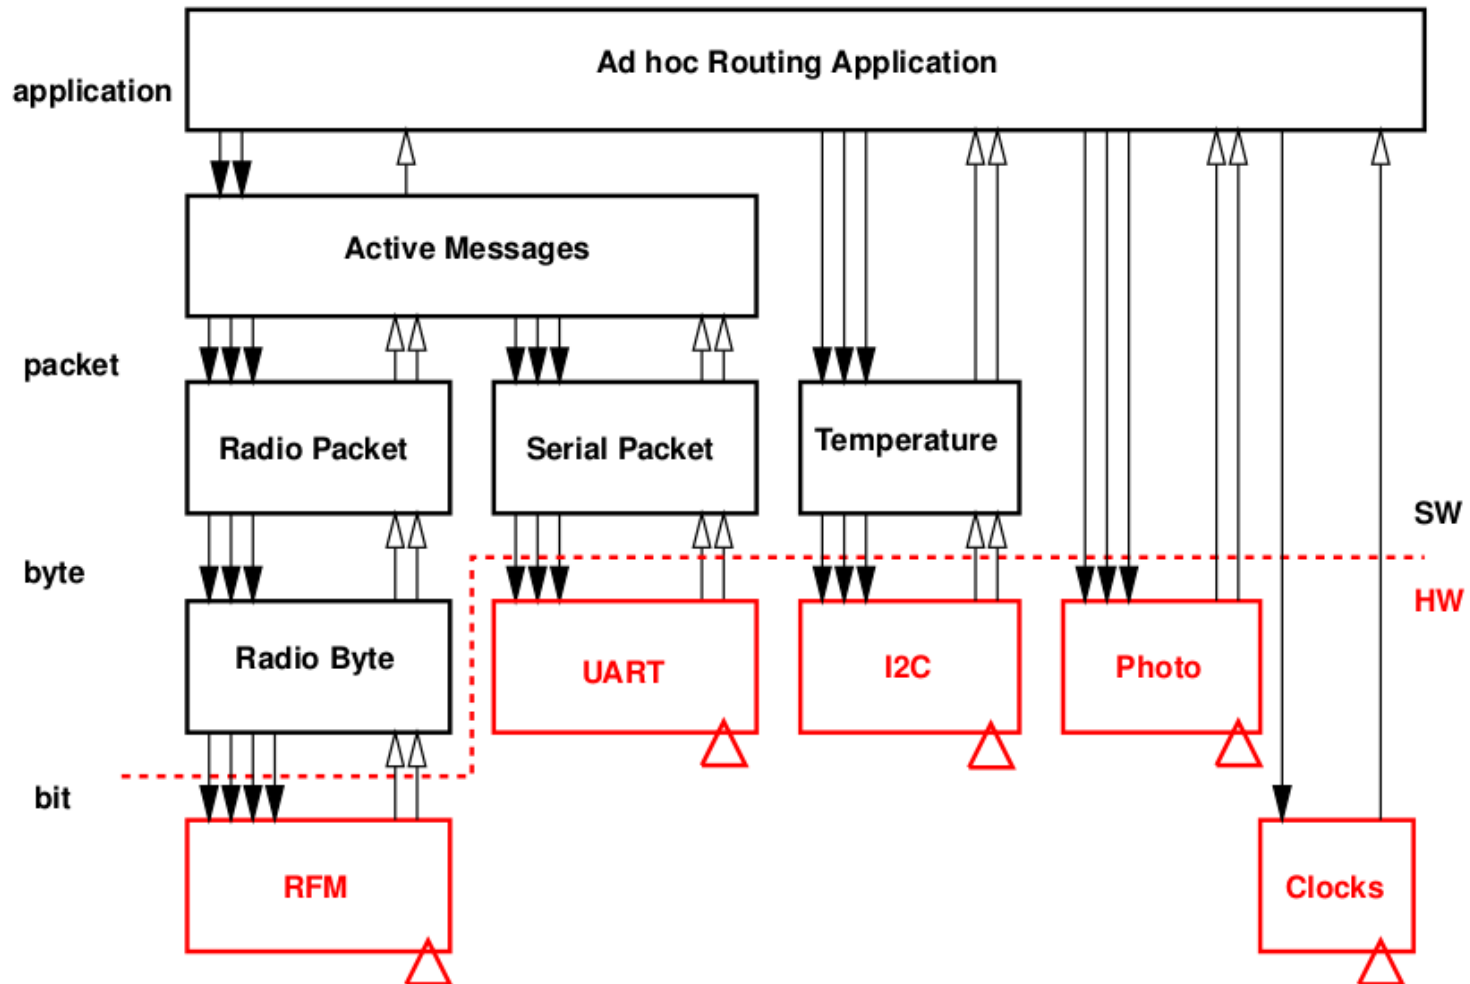 Ad hoc Routing Application
application
Active Messages
packet
Radio Packet
Serial Packet
Temperature
SW
byte
HW
Radio Byte
UART
I2C
Photo
bit
RFM
Clocks